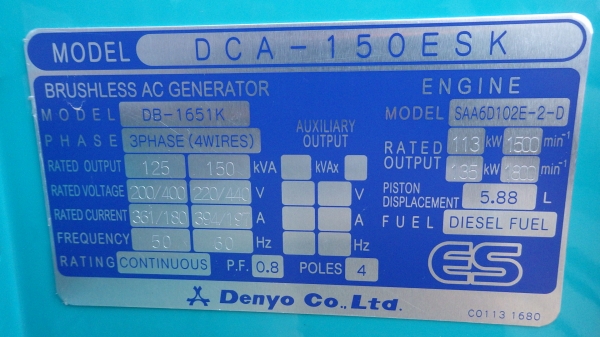 MODEL DCA-150ESK
BRUSHLESS AC GENERATOR
MODEL DB-1651K
PHASE 3PHASE (4WIRES)
AUXILIARY OUTPUT
RATED OUTPUT 125 150 kVA kVAx
RATED VOLTAGE 200/400 220/440 V V
RATED CURRENT 361/180 394/197 A A
FREQUENCY 50 60 Hz Hz
RATING CONTINUOUS P.F. 0.8 POLES 4
ENGINE
MODEL SAA6D102E-2-D
RATED OUTPUT 113 kW 1500 min⁻¹
135 kW 1800 min⁻¹
PISTON DISPLACEMENT 5.88 L
FUEL DIESEL FUEL
ES
Denyo Co., Ltd.
C0113 1680